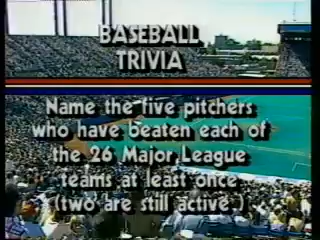 BASEBALL
TRIVIA
Name the five pitchers
who have beaten each of
the 26 Major League
teams at least once
(two are still active.)